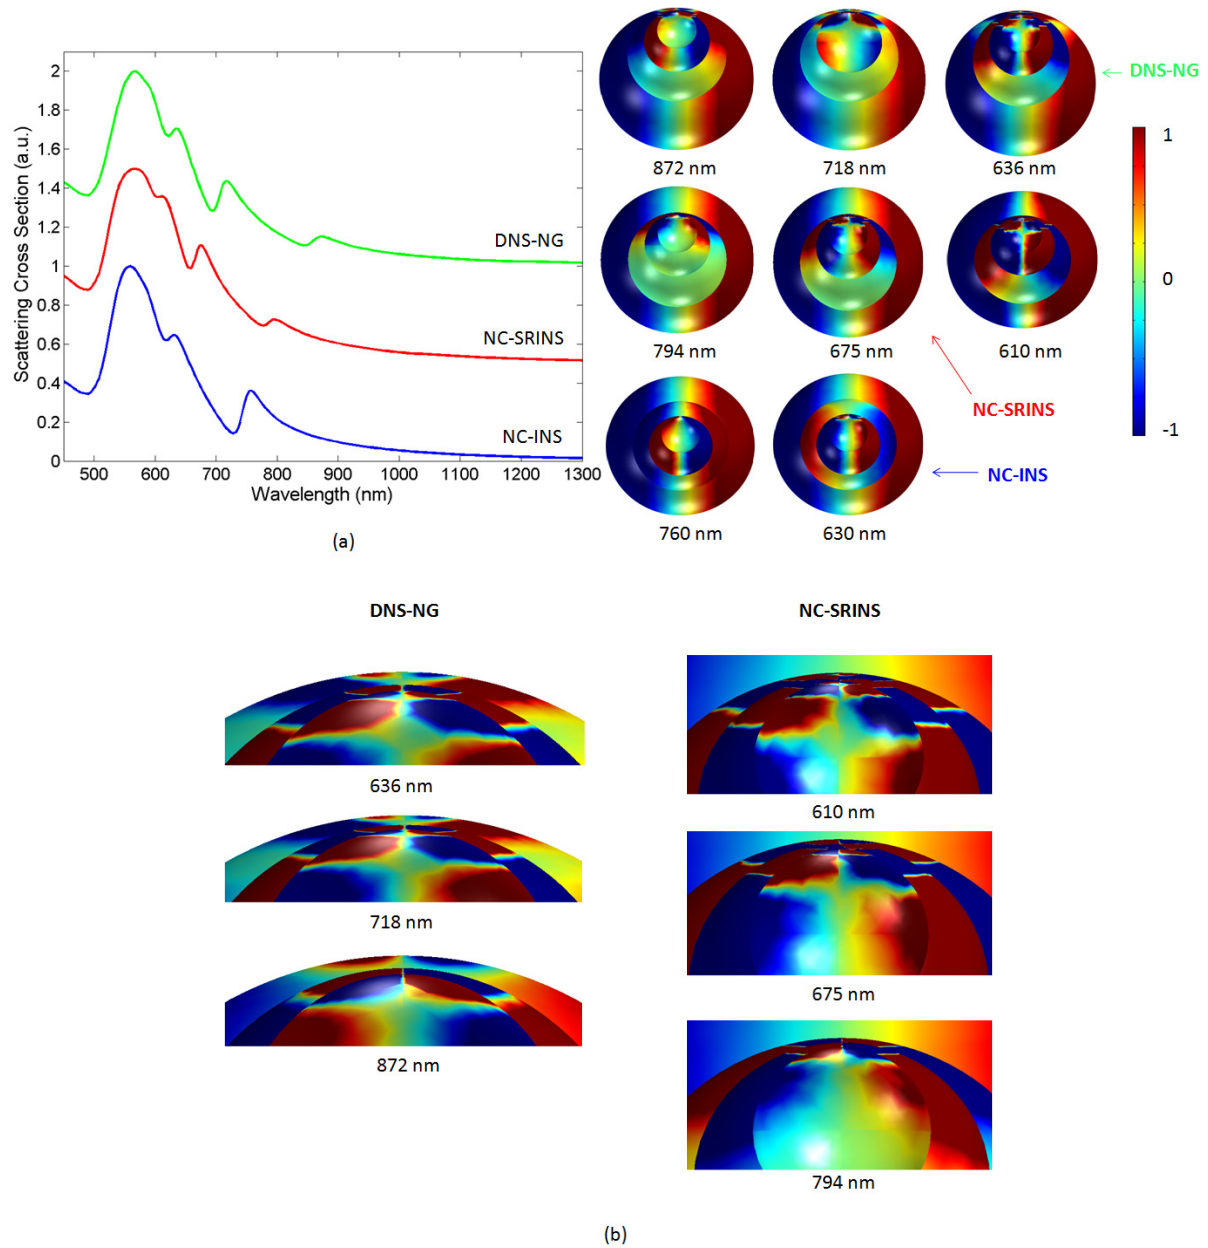 Scattering Cross Section (a.u.)
2
1.8
1.6
1.4
1.2
1
0.8
0.6
0.4
0.2
0
DNS-NG
NC-SRINS
NC-INS
500 600 700 800 900 1000 1100 1200 1300
Wavelength (nm)
(a)
872 nm 718 nm 636 nm
DNS-NG
794 nm 675 nm 610 nm
NC-SRINS
760 nm 630 nm
NC-INS
1
0
-1
DNS-NG
636 nm
718 nm
872 nm
NC-SRINS
610 nm
675 nm
794 nm
(b)